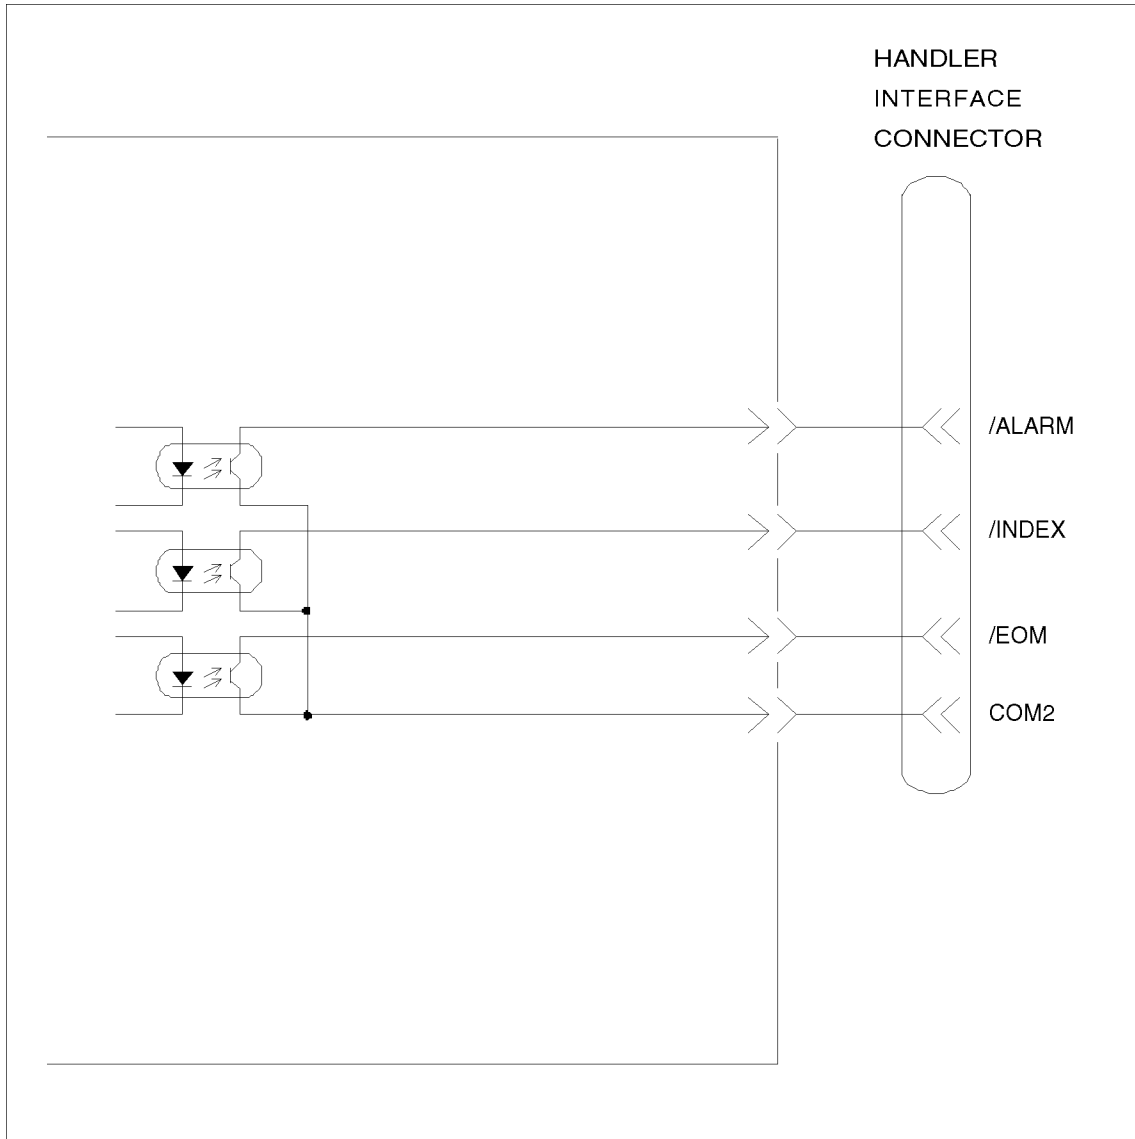 HANDLER
INTERFACE
CONNECTOR
/ALARM
/INDEX
/EOM
COM2